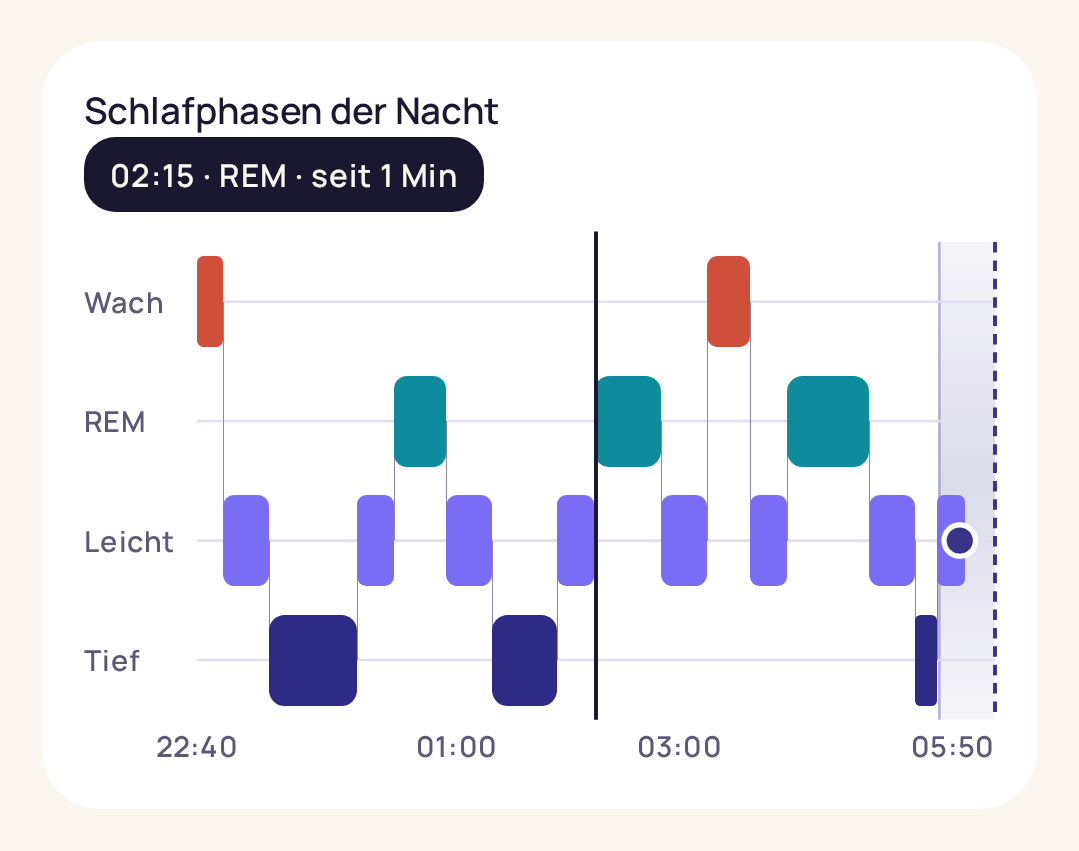 Schlafphasen der Nacht
02:15 · REM · seit 1 Min
Wach
REM
Leicht
Tief
22:40 01:00 03:00 05:50